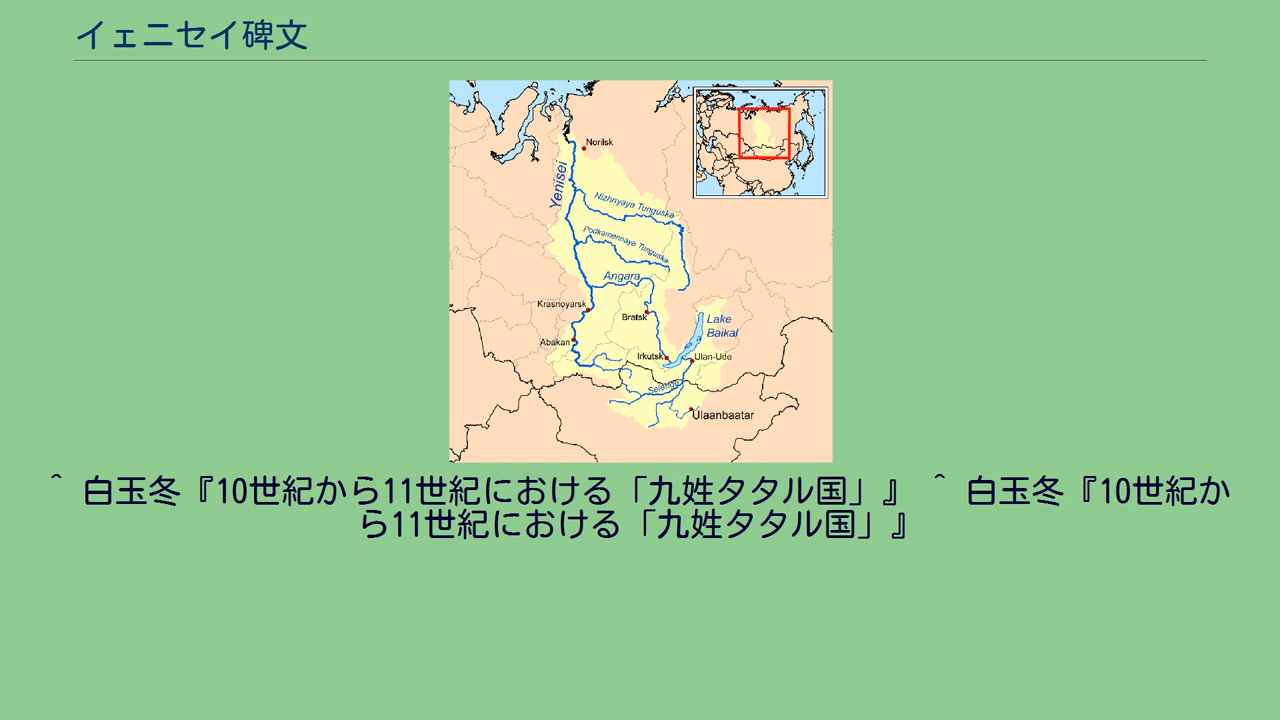 イェニセイ碑文
Norilsk
Yenisei
Nizhnyaya Tunguska
Podkamennaya Tunguska
Angara
Krasnoyarsk
Bratsk
Lake
Baikal
Abakan
Irkutsk
Ulan-Ude
Selenge
Ulaanbaatar
^ 白玉冬『10世紀から11世紀における「九姓タタル国」』 ^ 白玉冬『10世紀か
ら11世紀における「九姓タタル国」』